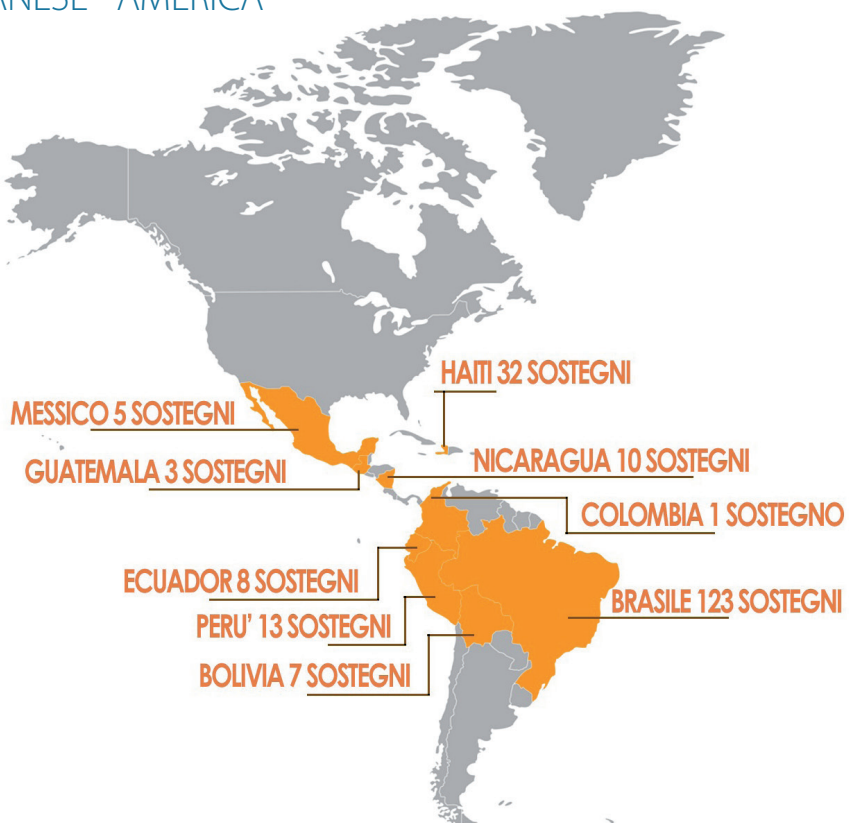 AMERICA
HAITI 32 SOSTEGNI
MESSICO 5 SOSTEGNI
GUATEMALA 3 SOSTEGNI
NICARAGUA 10 SOSTEGNI
COLOMBIA 1 SOSTEGNO
ECUADOR 8 SOSTEGNI
BRASILE 123 SOSTEGNI
PERU' 13 SOSTEGNI
BOLIVIA 7 SOSTEGNI